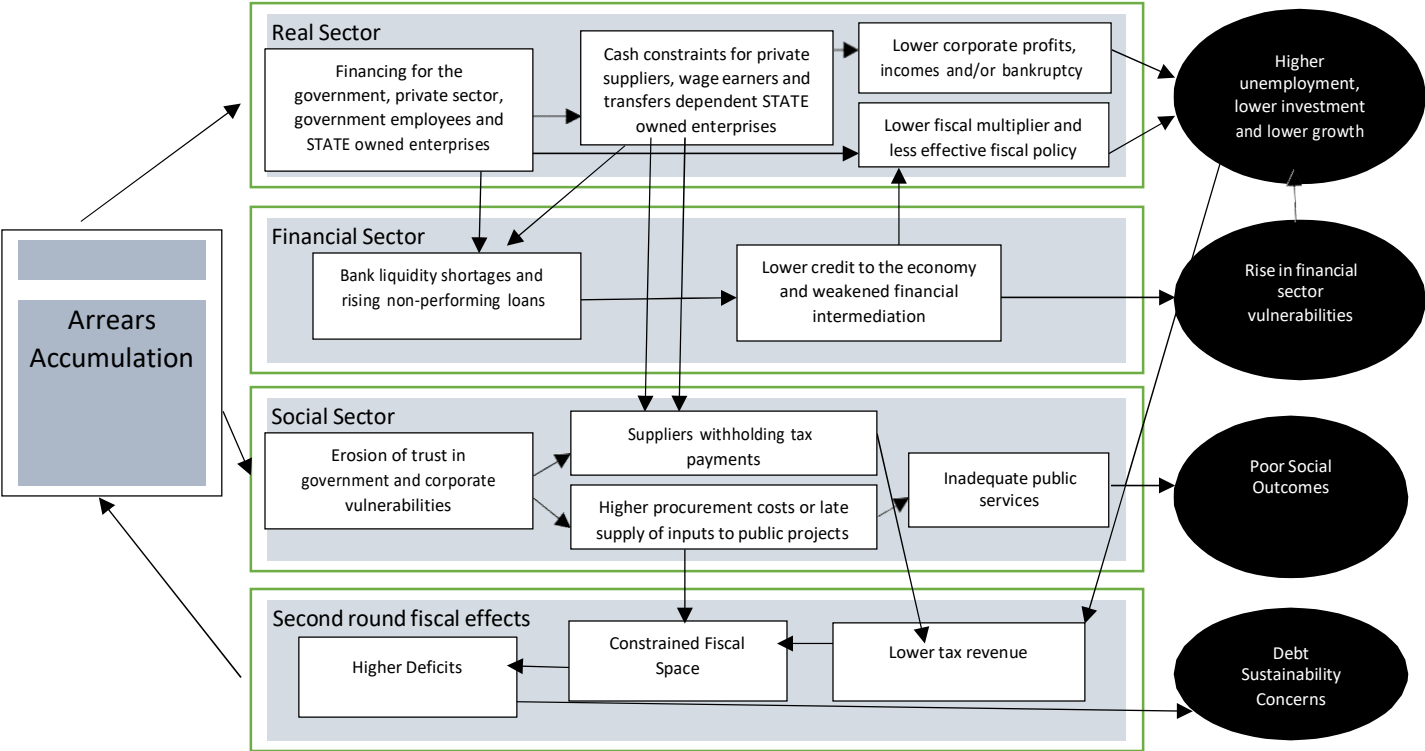 Arrears
Accumulation
Real Sector
Financing for the
government, private sector,
government employees and
STATE owned enterprises
Cash constraints for private
suppliers, wage earners and
transfers dependent STATE
owned enterprises
Lower corporate profits,
incomes and/or bankruptcy
Lower fiscal multiplier and
less effective fiscal policy
Higher
unemployment,
lower investment
and lower growth
Financial Sector
Bank liquidity shortages and
rising non-performing loans
Lower credit to the economy
and weakened financial
intermediation
Rise in financial
sector
vulnerabilities
Social Sector
Erosion of trust in
government and corporate
vulnerabilities
Suppliers withholding tax
payments
Higher procurement costs or late
supply of inputs to public projects
Inadequate public
services
Poor Social
Outcomes
Second round fiscal effects
Higher Deficits
Constrained Fiscal
Space
Lower tax revenue
Debt
Sustainability
Concerns